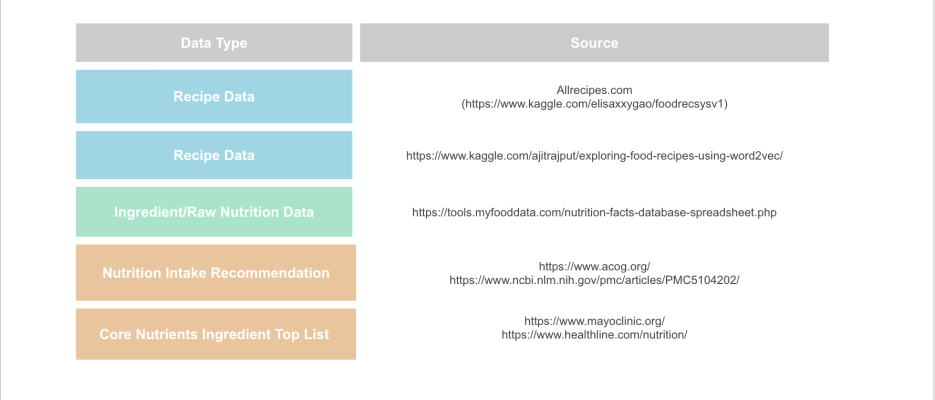 Data Type
Source
Recipe Data
Allrecipes.com
(https://www.kaggle.com/elisaxxygao/foodrecsysv1)
Recipe Data
https://www.kaggle.com/ajitrajput/exploring-food-recipes-using-word2vec/
Ingredient/Raw Nutrition Data
https://tools.myfooddata.com/nutrition-facts-database-spreadsheet.php
Nutrition Intake Recommendation
https://www.acog.org/
https://www.ncbi.nlm.nih.gov/pmc/articles/PMC5104202/
Core Nutrients Ingredient Top List
https://www.mayoclinic.org/
https://www.healthline.com/nutrition/